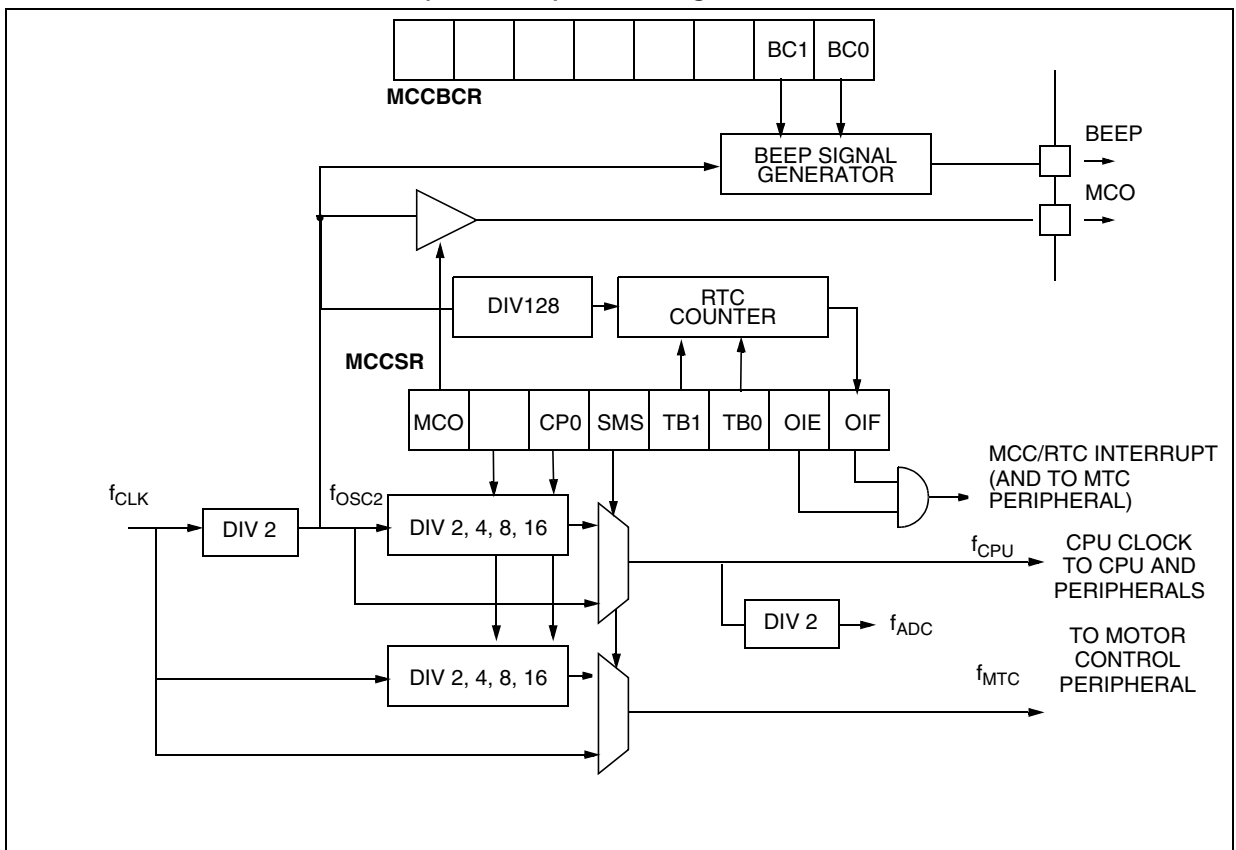 BC1 BC0
MCCBCR
BEEP SIGNAL
GENERATOR
BEEP
MCO
DIV128
RTC
COUNTER
MCCSR
MCO CP0 SMS TB1 TB0 OIE OIF
MCC/RTC INTERRUPT
(AND TO MTC
PERIPHERAL)
fCLK
DIV 2
fOSC2
DIV 2, 4, 8, 16
fCPU
CPU CLOCK
TO CPU AND
PERIPHERALS
DIV 2
fADC
DIV 2, 4, 8, 16
fMTC
TO MOTOR
CONTROL
PERIPHERAL